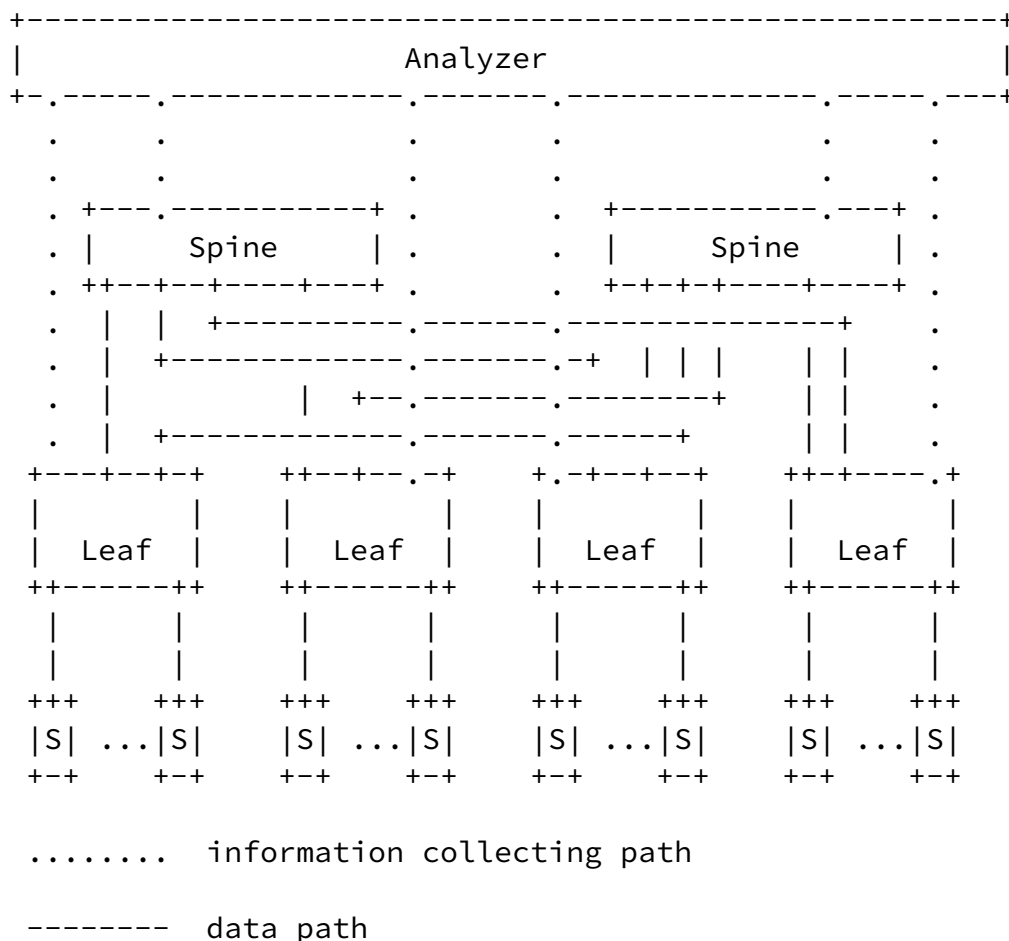 Analyzer
Spine Spine
Leaf Leaf Leaf Leaf
|S| ...|S| |S| ...|S| |S| ...|S| |S| ...|S|
........ information collecting path
-------- data path